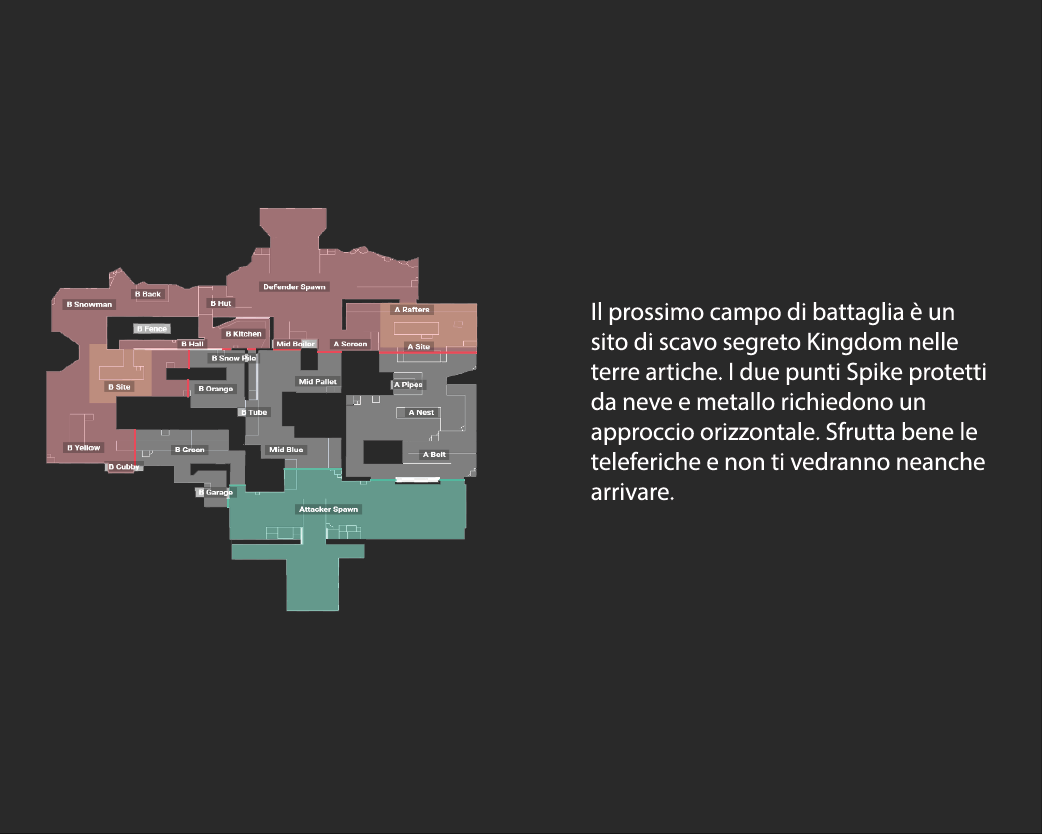 Defender Spawn
B Back
B Snowman
B Hut
A Rafters
B Fence
B Kitchen
B Hall
Mid Boiler
A Screen
A Site
B Snow Pile
B Site
B Orange
Mid Pallet
A Pipes
B Tube
A Nest
B Yellow
B Green
Mid Blue
A Belt
B Cubby
B Garage
Attacker Spawn
Il prossimo campo di battaglia è un
sito di scavo segreto Kingdom nelle
terre artiche. I due punti Spike protetti
da neve e metallo richiedono un
approccio orizzontale. Sfrutta bene le
teleferiche e non ti vedranno neanche
arrivare.